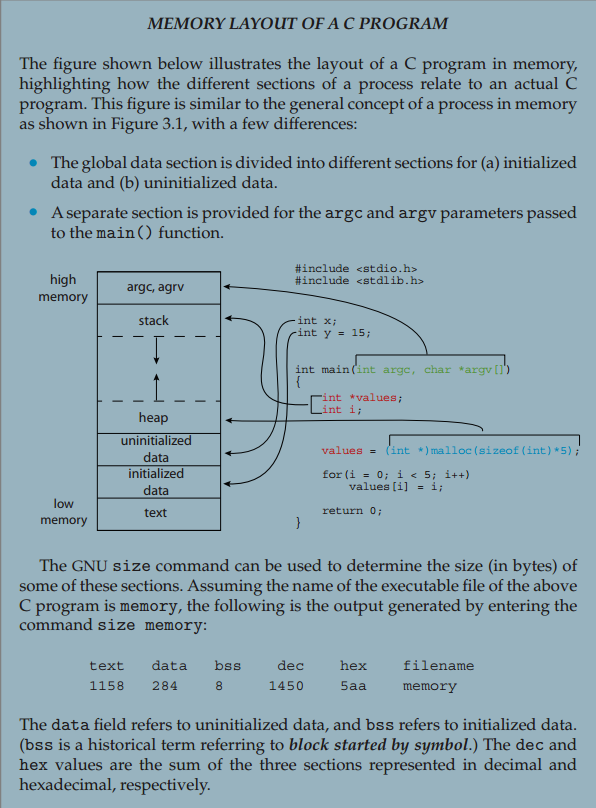 MEMORY LAYOUT OF A C PROGRAM
The figure shown below illustrates the layout of a C program in memory,
highlighting how the different sections of a process relate to an actual C
program. This figure is similar to the general concept of a process in memory
as shown in Figure 3.1, with a few differences:
• The global data section is divided into different sections for (a) initialized
data and (b) uninitialized data.
• A separate section is provided for the argc and argv parameters passed
to the main() function.
high
memory
argc, agrv
stack
heap
uninitialized
data
initialized
data
text
low
memory
#include <stdio.h>
#include <stdlib.h>
int x;
int y = 15;
int main(int argc, char *argv[])
{
int *values;
int i;
values = (int *)malloc(sizeof(int)*5);
for(i = 0; i < 5; i++)
values[i] = i;
return 0;
}
The GNU size command can be used to determine the size (in bytes) of
some of these sections. Assuming the name of the executable file of the above
C program is memory, the following is the output generated by entering the
command size memory:
text data bss dec hex filename
1158 284 8 1450 5aa memory
The data field refers to uninitialized data, and bss refers to initialized data.
(bss is a historical term referring to block started by symbol.) The dec and
hex values are the sum of the three sections represented in decimal and
hexadecimal, respectively.